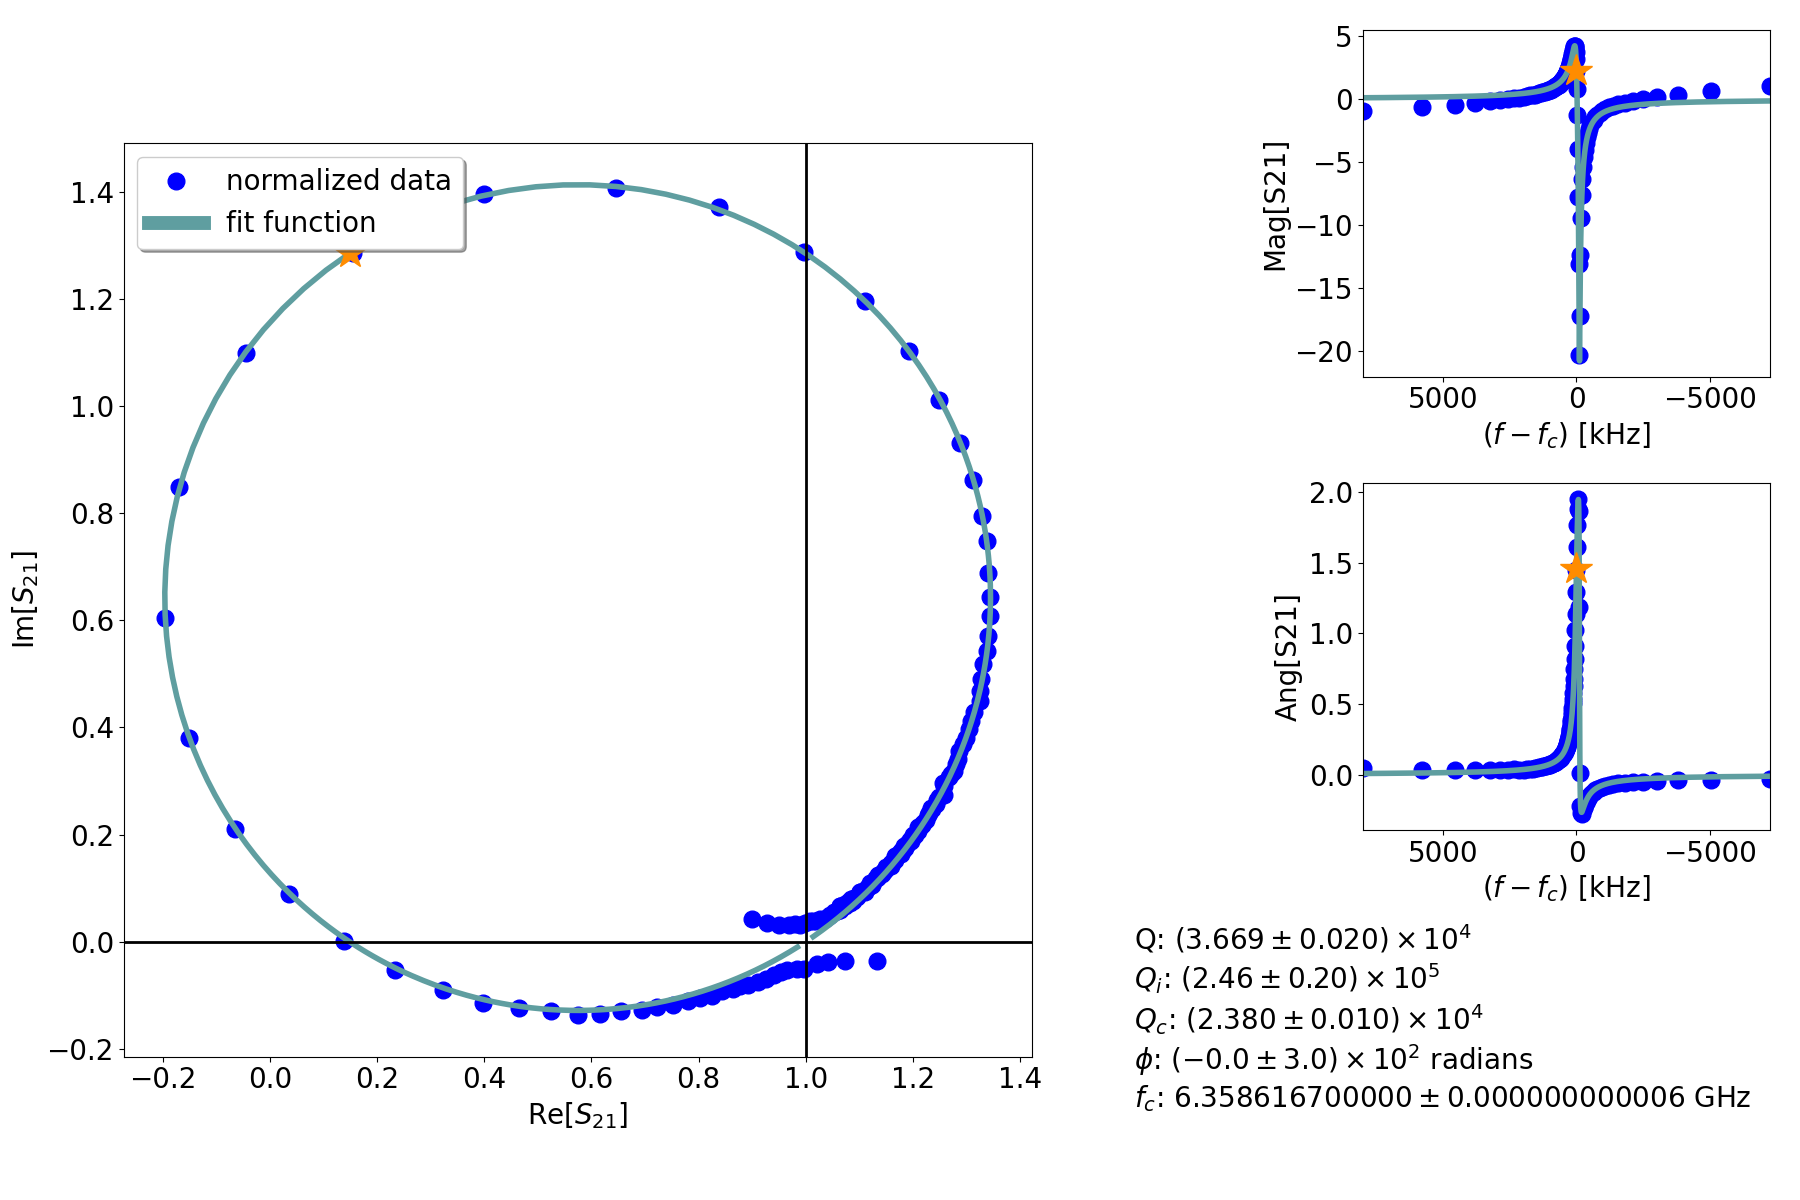 normalized data
fit function
1.4
1.2
1.0
0.8
0.6
0.4
0.2
0.0
−0.2
Im[S21]
−0.2 0.0 0.2 0.4 0.6 0.8 1.0 1.2 1.4
Re[S21]
5
0
−5
−10
−15
−20
Mag[S21]
5000 0 −5000
(f − fc) [kHz]
2.0
1.5
1.0
0.5
0.0
Ang[S21]
5000 0 −5000
(f − fc) [kHz]
Q: (3.669 ± 0.020) × 10^4
Qi: (2.46 ± 0.20) × 10^5
Qc: (2.380 ± 0.010) × 10^4
ϕ: (−0.0 ± 3.0) × 10^2 radians
fc: 6.358616700000 ± 0.000000000006 GHz